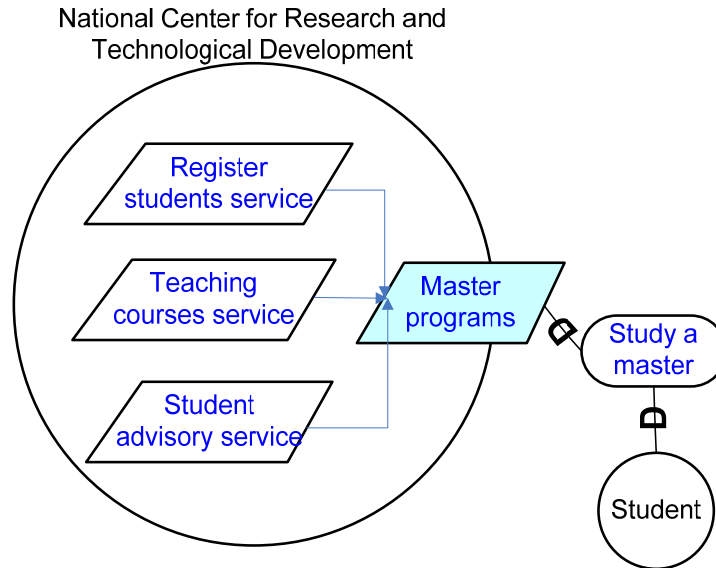 National Center for Research and
Technological Development
Register
students service
Teaching
courses service
Student
advisory service
Master
programs
D
Study a
master
D
Student